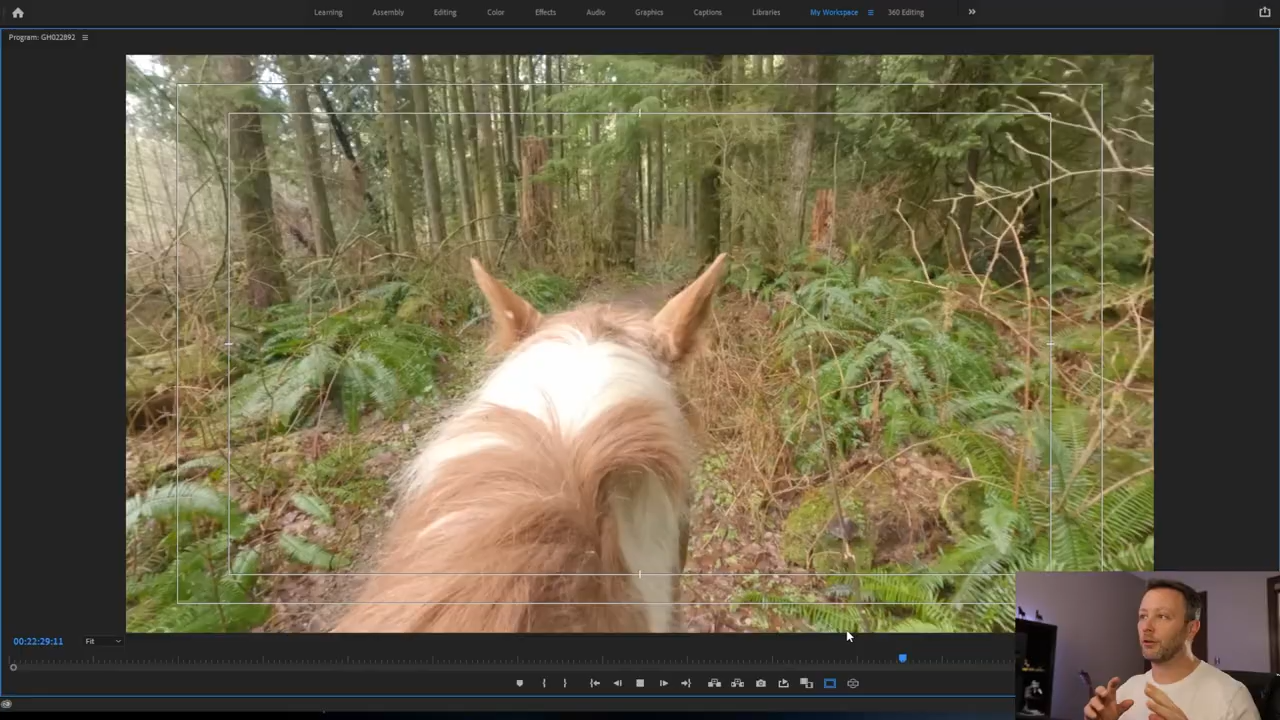 Learning Assembly Editing Color Effects Audio Graphics Captions Libraries My Workspace 360 Editing
Program: GH022892
00:22:29:11 Fit